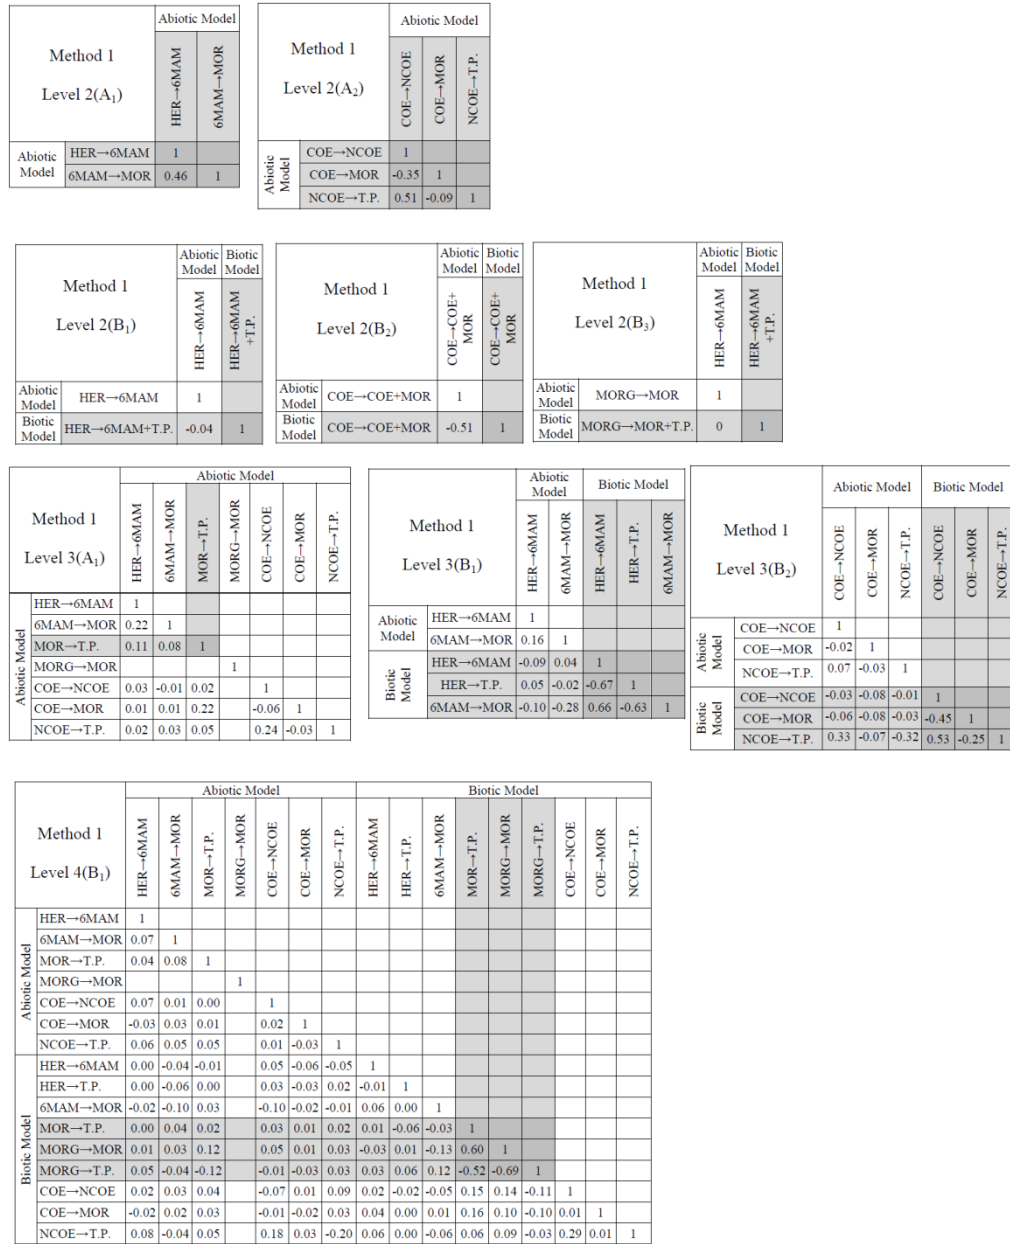 Abiotic Model
Method 1
Level 2(A1)
HER→6MAM
6MAM→MOR
Abiotic Model
HER→6MAM 1
6MAM→MOR 0.46 1
Abiotic Model
Method 1
Level 2(A2)
COE→NCOE
COE→MOR
NCOE→T.P.
Abiotic Model
COE→NCOE 1
COE→MOR -0.35 1
NCOE→T.P. 0.51 -0.09 1
Abiotic Model Biotic Model
Method 1
Level 2(B1)
HER→6MAM
HER→6MAM +T.P.
Abiotic Model HER→6MAM 1
Biotic Model HER→6MAM+T.P. -0.04 1
Abiotic Model Biotic Model
Method 1
Level 2(B2)
COE→COE+ MOR
COE→COE+ MOR
Abiotic Model COE→COE+MOR 1
Biotic Model COE→COE+MOR -0.51 1
Abiotic Model Biotic Model
Method 1
Level 2(B3)
HER→6MAM
HER→6MAM +T.P.
Abiotic Model MORG→MOR 1
Biotic Model MORG→MOR+T.P. 0 1
Abiotic Model
Method 1
Level 3(A1)
HER→6MAM
6MAM→MOR
MOR→T.P.
MORG→MOR
COE→NCOE
COE→MOR
NCOE→T.P.
Abiotic Model
HER→6MAM 1
6MAM→MOR 0.22 1
MOR→T.P. 0.11 0.08 1
MORG→MOR 1
COE→NCOE 0.03 -0.01 0.02 1
COE→MOR 0.01 0.01 0.22 -0.06 1
NCOE→T.P. 0.02 0.03 0.05 0.24 -0.03 1
Abiotic Model Biotic Model
Method 1
Level 3(B1)
HER→6MAM
6MAM→MOR
HER→6MAM
HER→T.P.
6MAM→MOR
Abiotic Model
HER→6MAM 1
6MAM→MOR 0.16 1
Biotic Model
HER→6MAM -0.09 0.04 1
HER→T.P. 0.05 -0.02 -0.67 1
6MAM→MOR -0.10 -0.28 0.66 -0.63 1
Abiotic Model Biotic Model
Method 1
Level 3(B2)
COE→NCOE
COE→MOR
NCOE→T.P.
COE→NCOE
COE→MOR
NCOE→T.P.
Abiotic Model
COE→NCOE 1
COE→MOR -0.02 1
NCOE→T.P. 0.07 -0.03 1
Biotic Model
COE→NCOE -0.03 -0.08 -0.01 1
COE→MOR -0.06 -0.08 -0.03 -0.45 1
NCOE→T.P. 0.33 -0.07 -0.32 0.53 -0.25 1
Abiotic Model Biotic Model
Method 1
Level 4(B1)
HER→6MAM
6MAM→MOR
MOR→T.P.
MORG→MOR
COE→NCOE
COE→MOR
NCOE→T.P.
HER→6MAM
HER→T.P.
6MAM→MOR
MOR→T.P.
MORG→MOR
MORG→T.P.
COE→NCOE
COE→MOR
NCOE→T.P.
Abiotic Model
HER→6MAM 1
6MAM→MOR 0.07 1
MOR→T.P. 0.04 0.08 1
MORG→MOR 1
COE→NCOE 0.07 0.01 0.00 1
COE→MOR -0.03 0.03 0.01 0.02 1
NCOE→T.P. 0.06 0.05 0.05 0.01 -0.03 1
Biotic Model
HER→6MAM 0.00 -0.04 -0.01 0.05 -0.06 -0.05 1
HER→T.P. 0.00 -0.06 0.00 0.03 -0.03 0.02 -0.01 1
6MAM→MOR -0.02 -0.10 0.03 -0.10 -0.02 -0.01 0.06 0.00 1
MOR→T.P. 0.00 0.04 0.02 0.03 0.01 0.02 0.01 -0.06 -0.03 1
MORG→MOR 0.01 0.03 0.12 0.05 0.01 0.03 -0.03 0.01 -0.13 0.60 1
MORG→T.P. 0.05 -0.04 -0.12 -0.01 -0.03 0.03 0.03 0.06 0.12 -0.52 -0.69 1
COE→NCOE 0.02 0.03 0.04 -0.07 0.01 0.09 0.02 -0.02 -0.05 0.15 0.14 -0.11 1
COE→MOR -0.02 0.02 0.03 -0.01 -0.02 0.03 0.04 0.00 0.01 0.16 0.10 -0.10 0.01 1
NCOE→T.P. 0.08 -0.04 0.05 0.18 0.03 -0.20 0.06 0.00 -0.06 0.06 0.09 -0.03 0.29 0.01 1